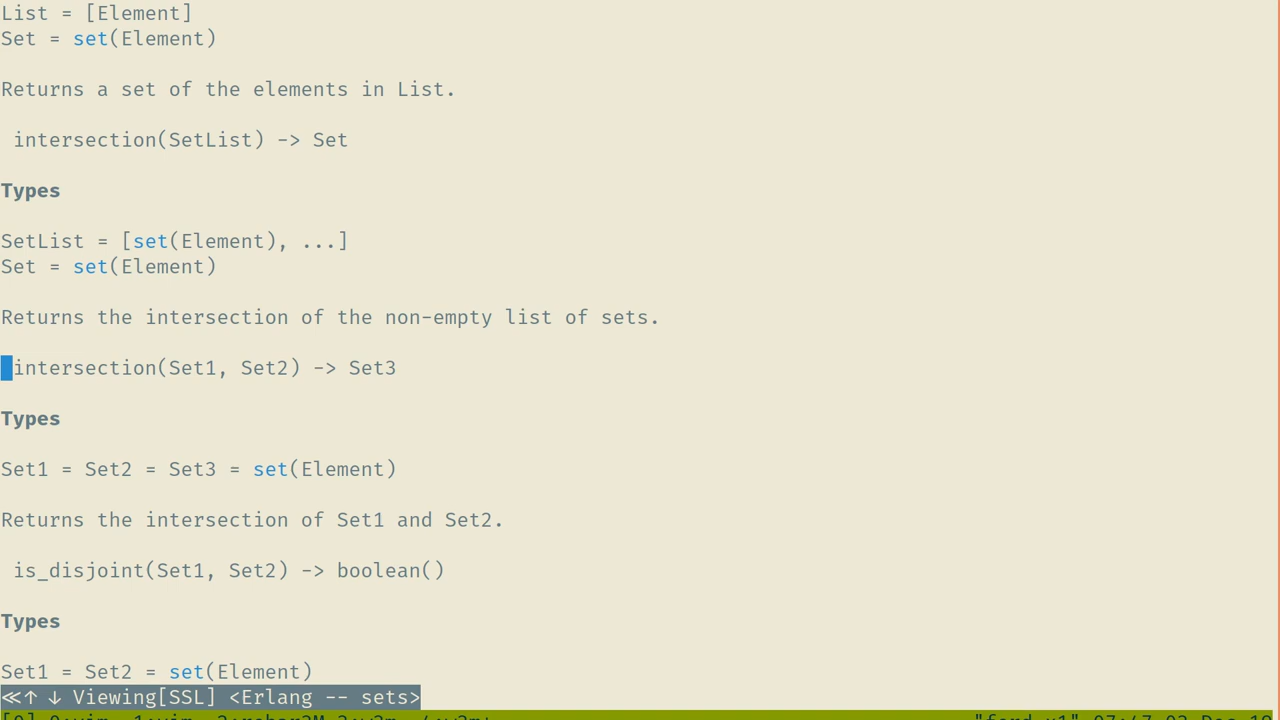 List = [Element]
Set = set(Element)
Returns a set of the elements in List.
intersection(SetList) -> Set
Types
SetList = [set(Element), ...]
Set = set(Element)
Returns the intersection of the non-empty list of sets.
intersection(Set1, Set2) -> Set3
Types
Set1 = Set2 = Set3 = set(Element)
Returns the intersection of Set1 and Set2.
is_disjoint(Set1, Set2) -> boolean()
Types
Set1 = Set2 = set(Element)
≪↑ ↓ Viewing[SSL] <Erlang -- sets>